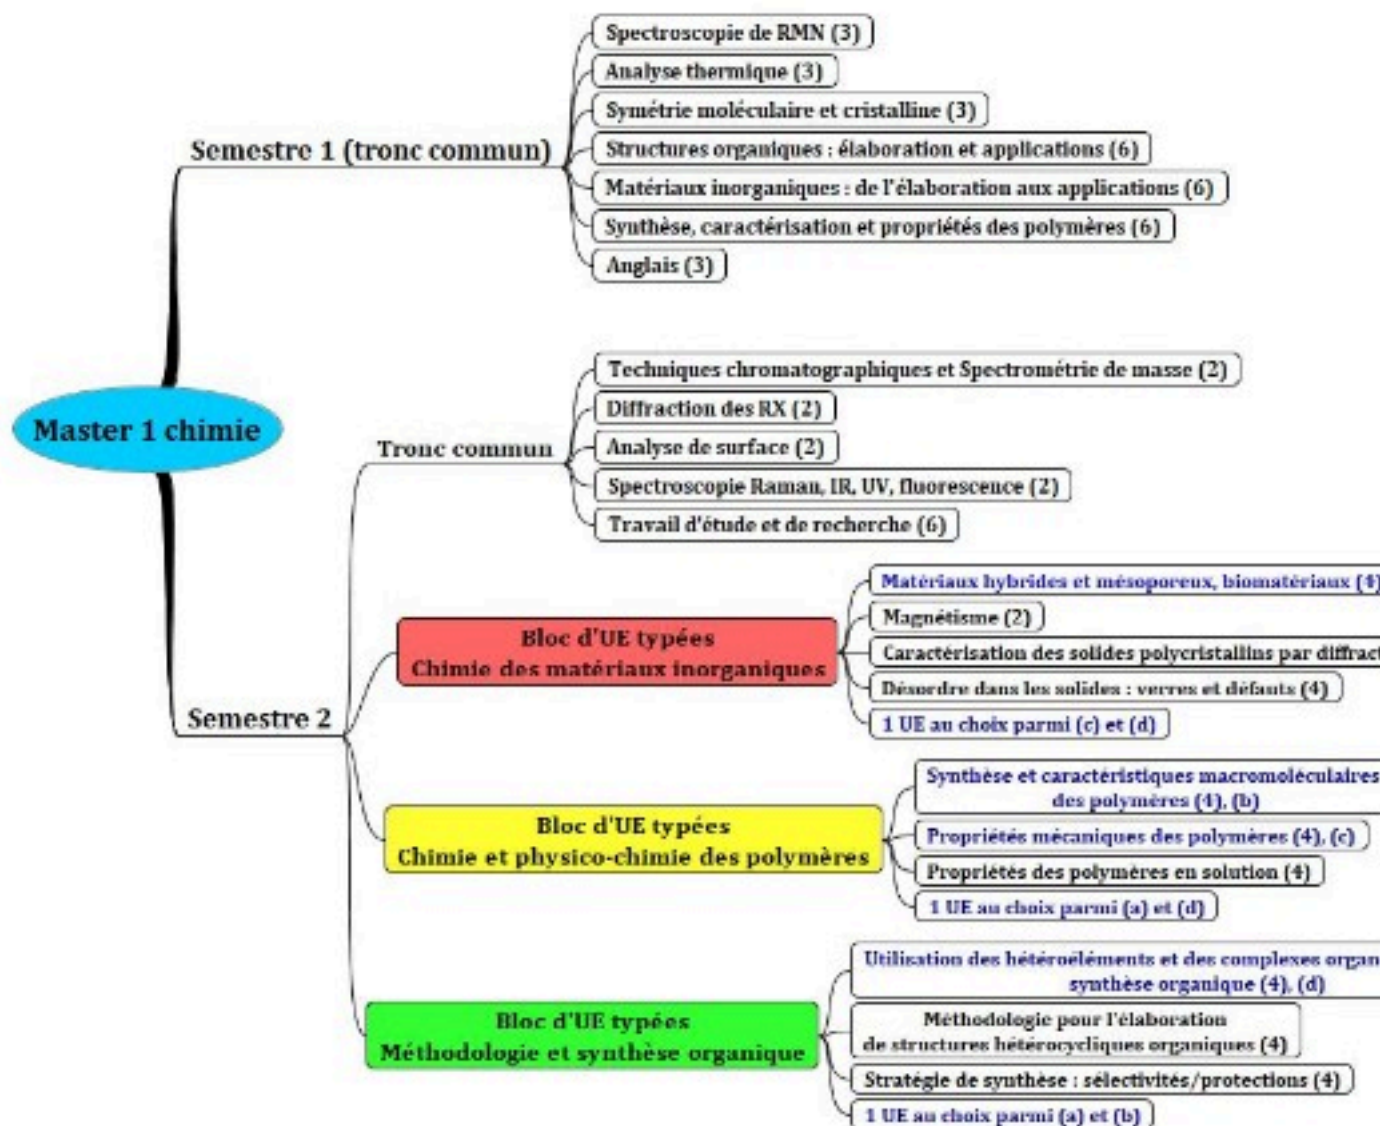 Master 1 chimie
Semestre 1 (tronc commun)
Spectroscopie de RMN (3)
Analyse thermique (3)
Symétrie moléculaire et cristalline (3)
Structures organiques : élaboration et applications (6)
Matériaux inorganiques : de l'élaboration aux applications (6)
Synthèse, caractérisation et propriétés des polymères (6)
Anglais (3)
Semestre 2
Tronc commun
Techniques chromatographiques et Spectrométrie de masse (2)
Diffraction des RX (2)
Analyse de surface (2)
Spectroscopie Raman, IR, UV, fluorescence (2)
Travail d'étude et de recherche (6)
Bloc d'UE typées
Chimie des matériaux inorganiques
Matériaux hybrides et mésoporeux, biomatériaux (4)
Magnétisme (2)
Caractérisation des solides polycristallins par diffract
Désordre dans les solides : verres et défauts (4)
1 UE au choix parmi (c) et (d)
Bloc d'UE typées
Chimie et physico-chimie des polymères
Synthèse et caractéristiques macromoléculaires
des polymères (4), (b)
Propriétés mécaniques des polymères (4), (c)
Propriétés des polymères en solution (4)
1 UE au choix parmi (a) et (d)
Bloc d'UE typées
Méthodologie et synthèse organique
Utilisation des hétéroéléments et des complexes organ
synthèse organique (4), (d)
Méthodologie pour l'élaboration
de structures hétérocycliques organiques (4)
Stratégie de synthèse : sélectivités/protections (4)
1 UE au choix parmi (a) et (b)